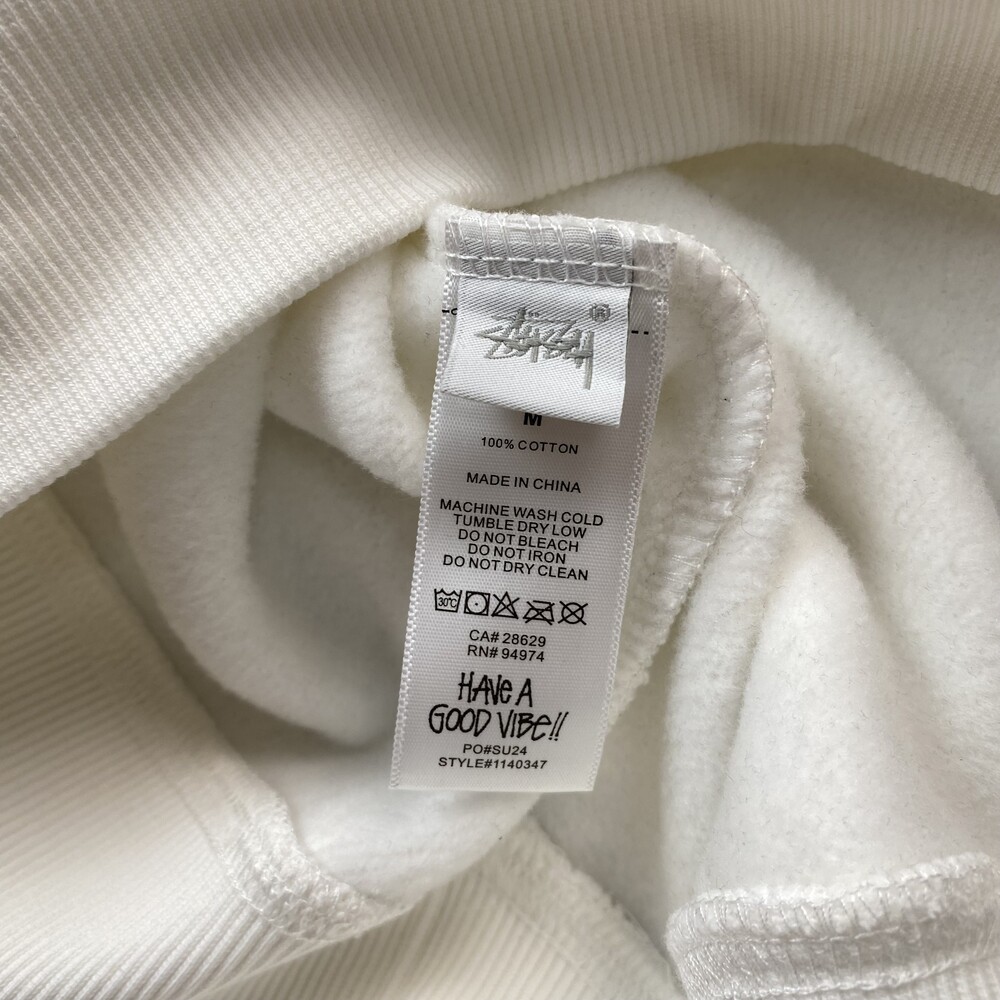 STÜSSY ®
M
100% COTTON
MADE IN CHINA
MACHINE WASH COLD
TUMBLE DRY LOW
DO NOT BLEACH
DO NOT IRON
DO NOT DRY CLEAN
30°C
CA# 28629
RN# 94974
HAVE A
GOOD VIBE!!
PO#SU24
STYLE#1140347